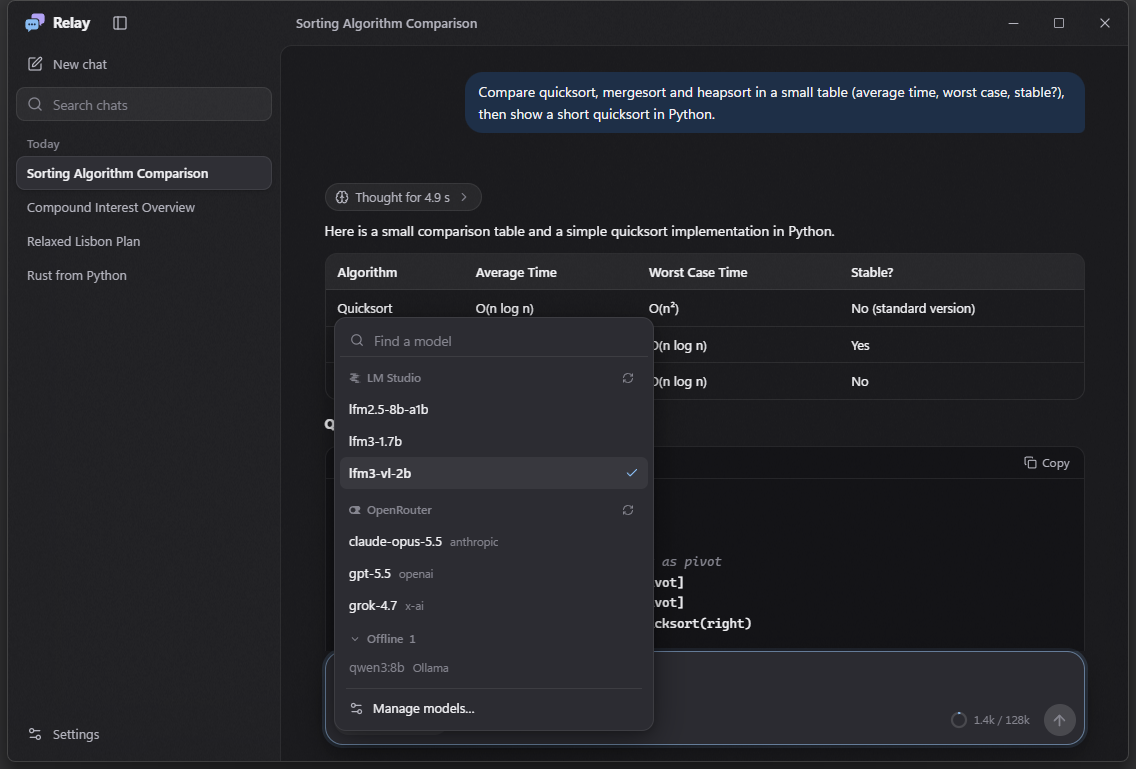 Relay
Sorting Algorithm Comparison
New chat
Search chats
Today
Sorting Algorithm Comparison
Compound Interest Overview
Relaxed Lisbon Plan
Rust from Python
Settings
Compare quicksort, mergesort and heapsort in a small table (average time, worst case, stable?),
then show a short quicksort in Python.
Thought for 4.9 s
Here is a small comparison table and a simple quicksort implementation in Python.
Algorithm Average Time Worst Case Time Stable?
Quicksort O(n log n) O(n²) No (standard version)
(n log n) Yes
(n log n) No
Copy
as pivot
vot]
vot]
cksort(right)
Find a model
LM Studio
lfm2.5-8b-a1b
lfm3-1.7b
lfm3-vl-2b
OpenRouter
claude-opus-5.5 anthropic
gpt-5.5 openai
grok-4.7 x-ai
Offline 1
qwen3:8b Ollama
Manage models...
1.4k / 128k